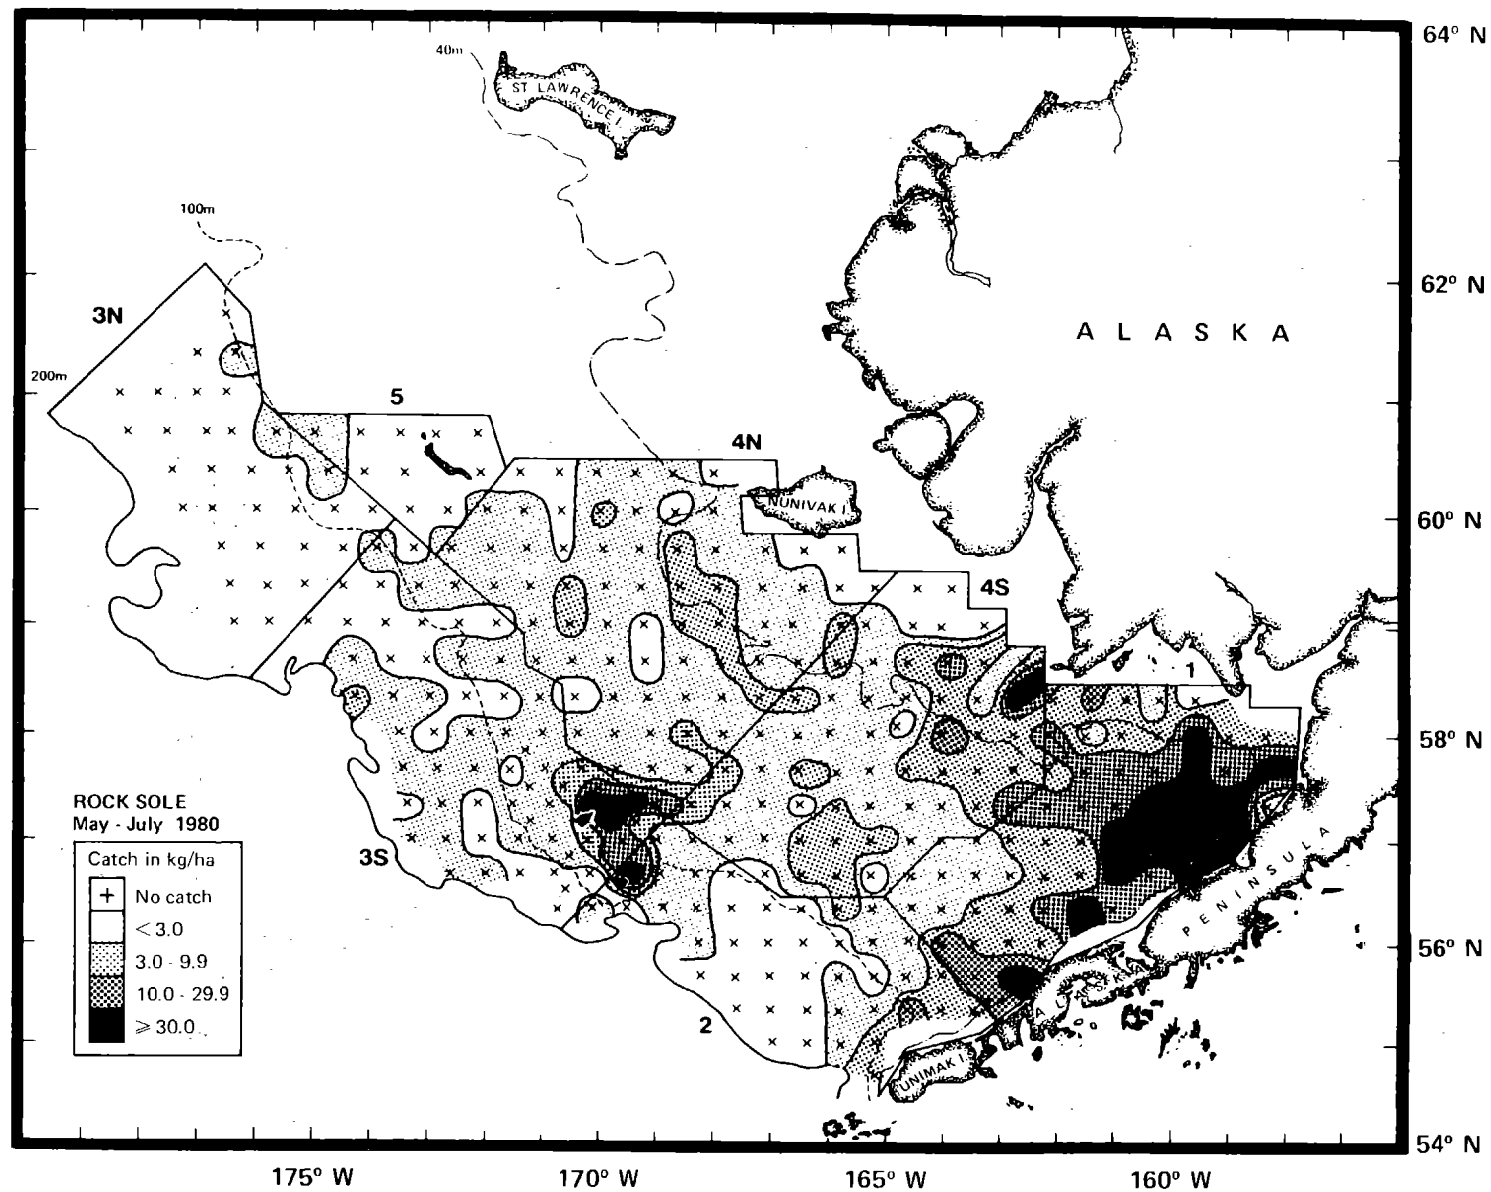 64° N
40m
ST LAWRENCE I.
100m
62° N
3N
ALASKA
200m
5
4N
NUNIVAK I
60° N
4S
1
58° N
ROCK SOLE
May - July 1980
Catch in kg/ha
+ No catch
<3.0
3.0 - 9.9
10.0 - 29.9
≥30.0
3S
ALASKA PENINSULA
56° N
2
UNIMAK I
54° N
175° W
170° W
165° W
160° W